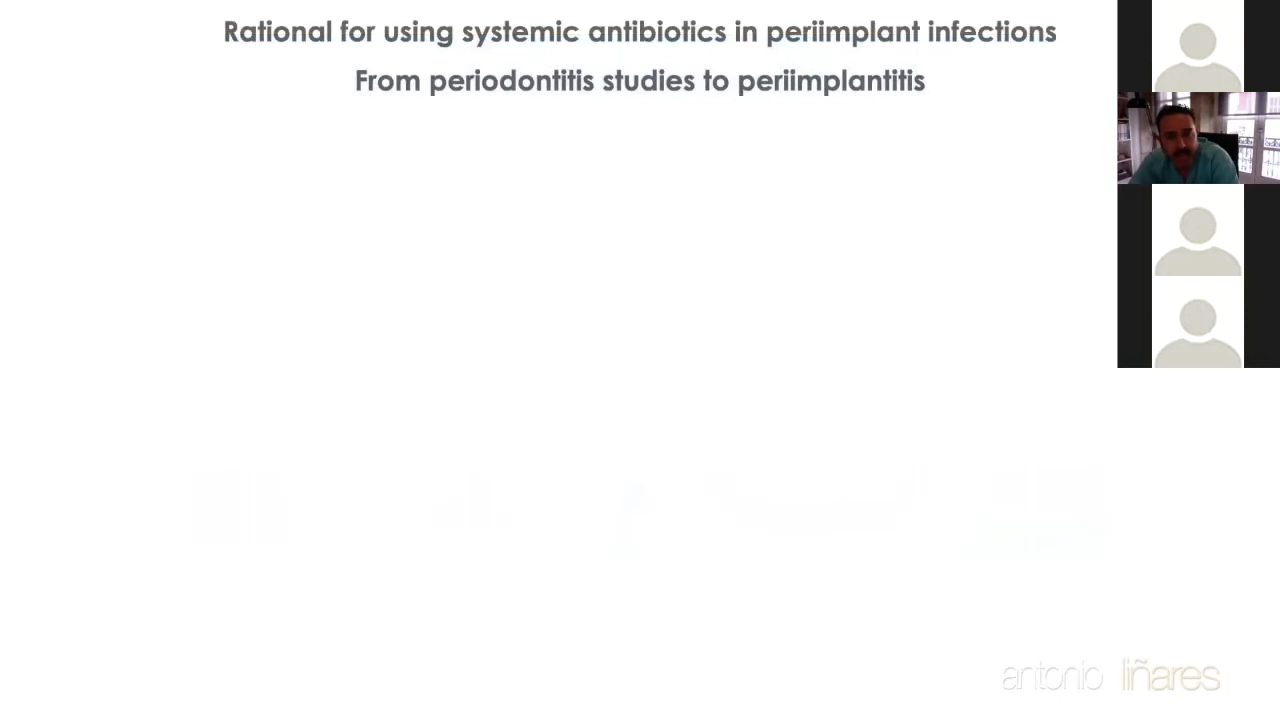 Rational for using systemic antibiotics in periimplant infections
From periodontitis studies to periimplantitis
antonio liñares